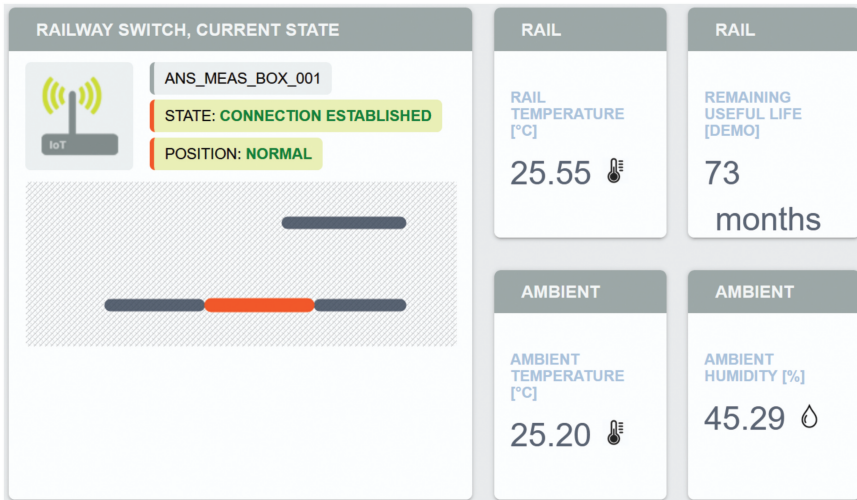 RAILWAY SWITCH, CURRENT STATE
IoT
ANS_MEAS_BOX_001
STATE: CONNECTION ESTABLISHED
POSITION: NORMAL
RAIL
RAIL
TEMPERATURE
[°C]
25.55
RAIL
REMAINING
USEFUL LIFE
[DEMO]
73
months
AMBIENT
AMBIENT
TEMPERATURE
[°C]
25.20
AMBIENT
AMBIENT
HUMIDITY [%]
45.29